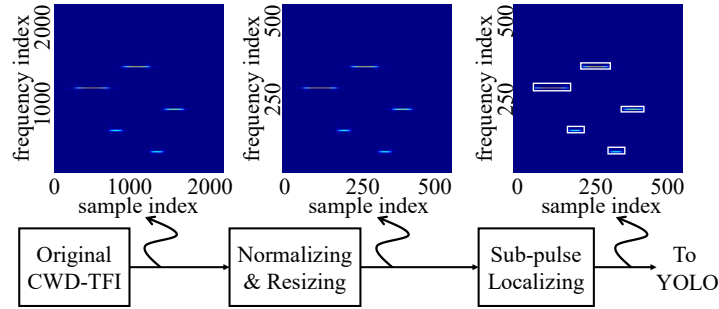 frequency index
2000
1000
0
1000
2000
sample index
frequency index
500
250
0
250
500
sample index
frequency index
500
250
0
250
500
sample index
Original
CWD-TFI
Normalizing
& Resizing
Sub-pulse
Localizing
To
YOLO